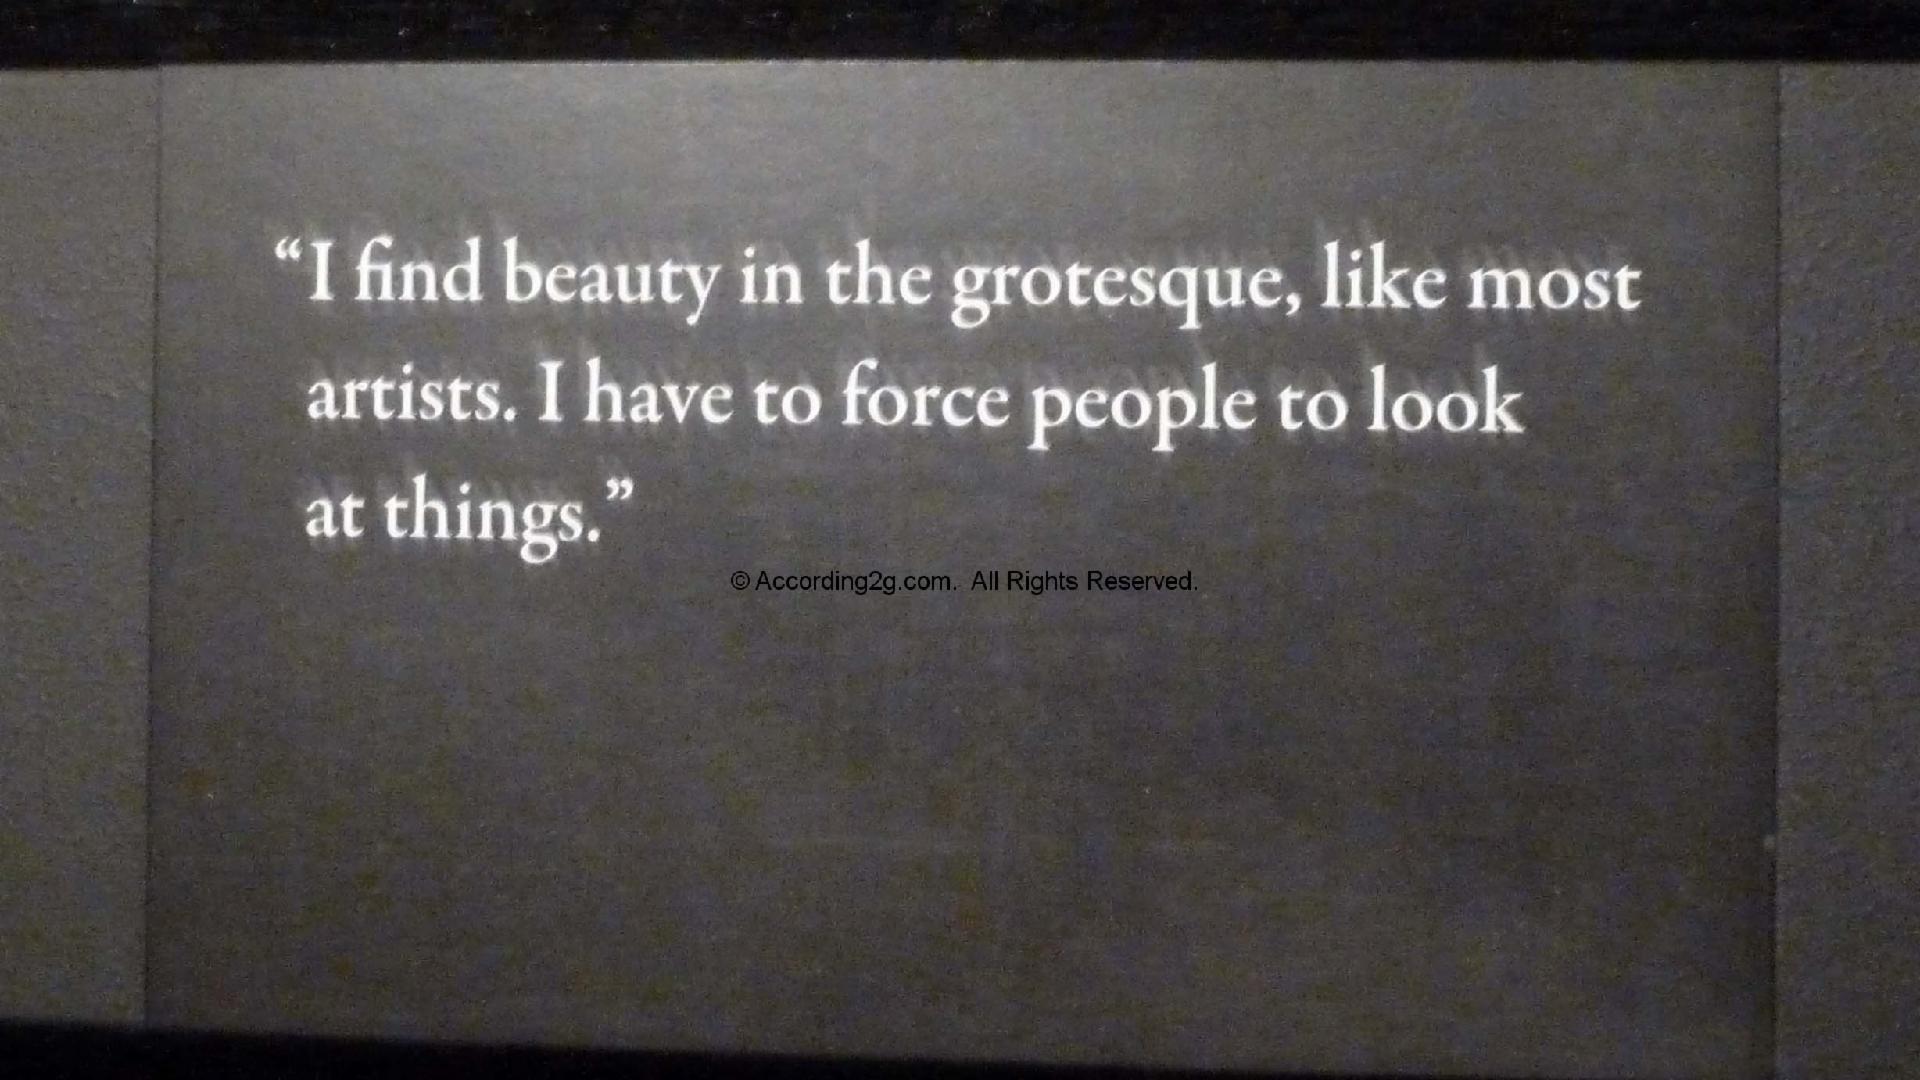 “I find beauty in the grotesque, like most
artists. I have to force people to look
at things.”
© According2g.com. All Rights Reserved.